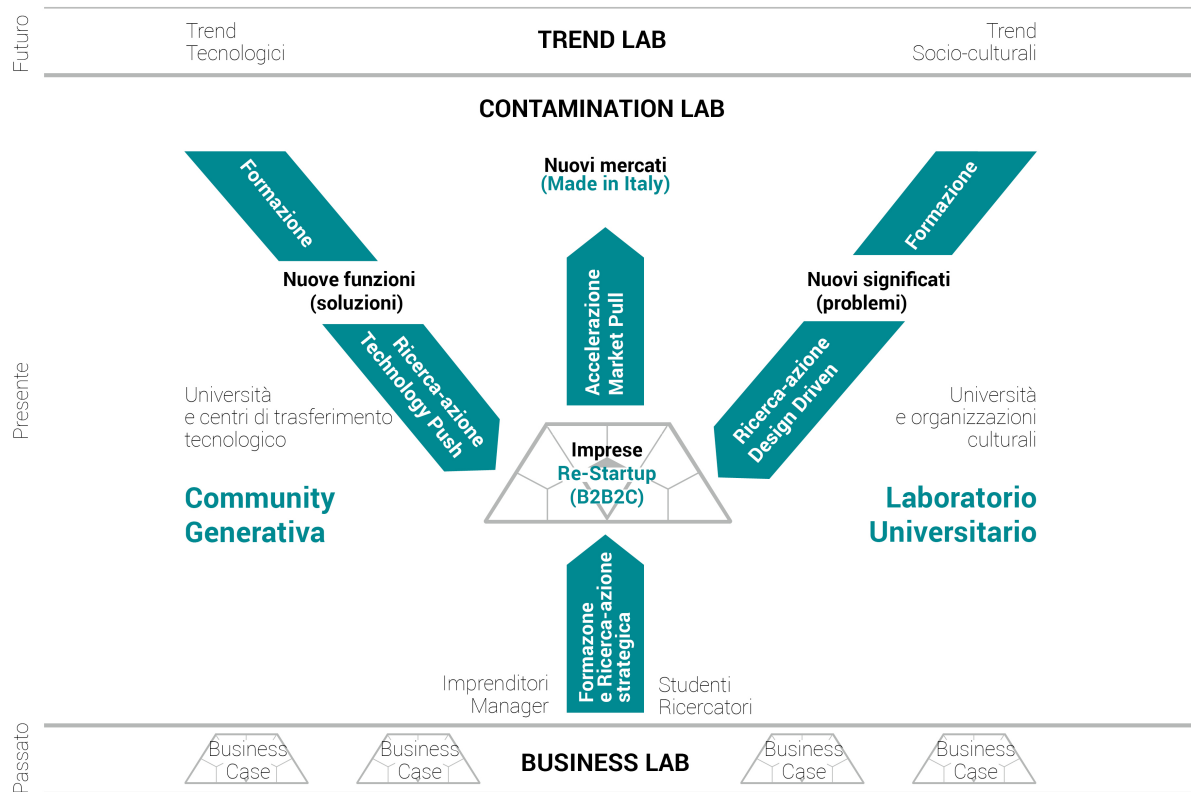 Futuro
Trend
Tecnologici
TREND LAB
Trend
Socio-culturali
CONTAMINATION LAB
Formazione
Nuovi mercati
(Made in Italy)
Formazione
Nuove funzioni
(soluzioni)
Accelerazione
Market Pull
Nuovi significati
(problemi)
Ricerca-azione
Technology Push
Ricerca-azione
Design Driven
Presente
Università
e centri di trasferimento
tecnologico
Università
e organizzazioni
culturali
Imprese
Re-Startup
(B2B2C)
Community
Generativa
Laboratorio
Universitario
Formazone
e Ricerca-azione
strategica
Imprenditori
Manager
Studenti
Ricercatori
Passato
Business
Case
Business
Case
BUSINESS LAB
Business
Case
Business
Case